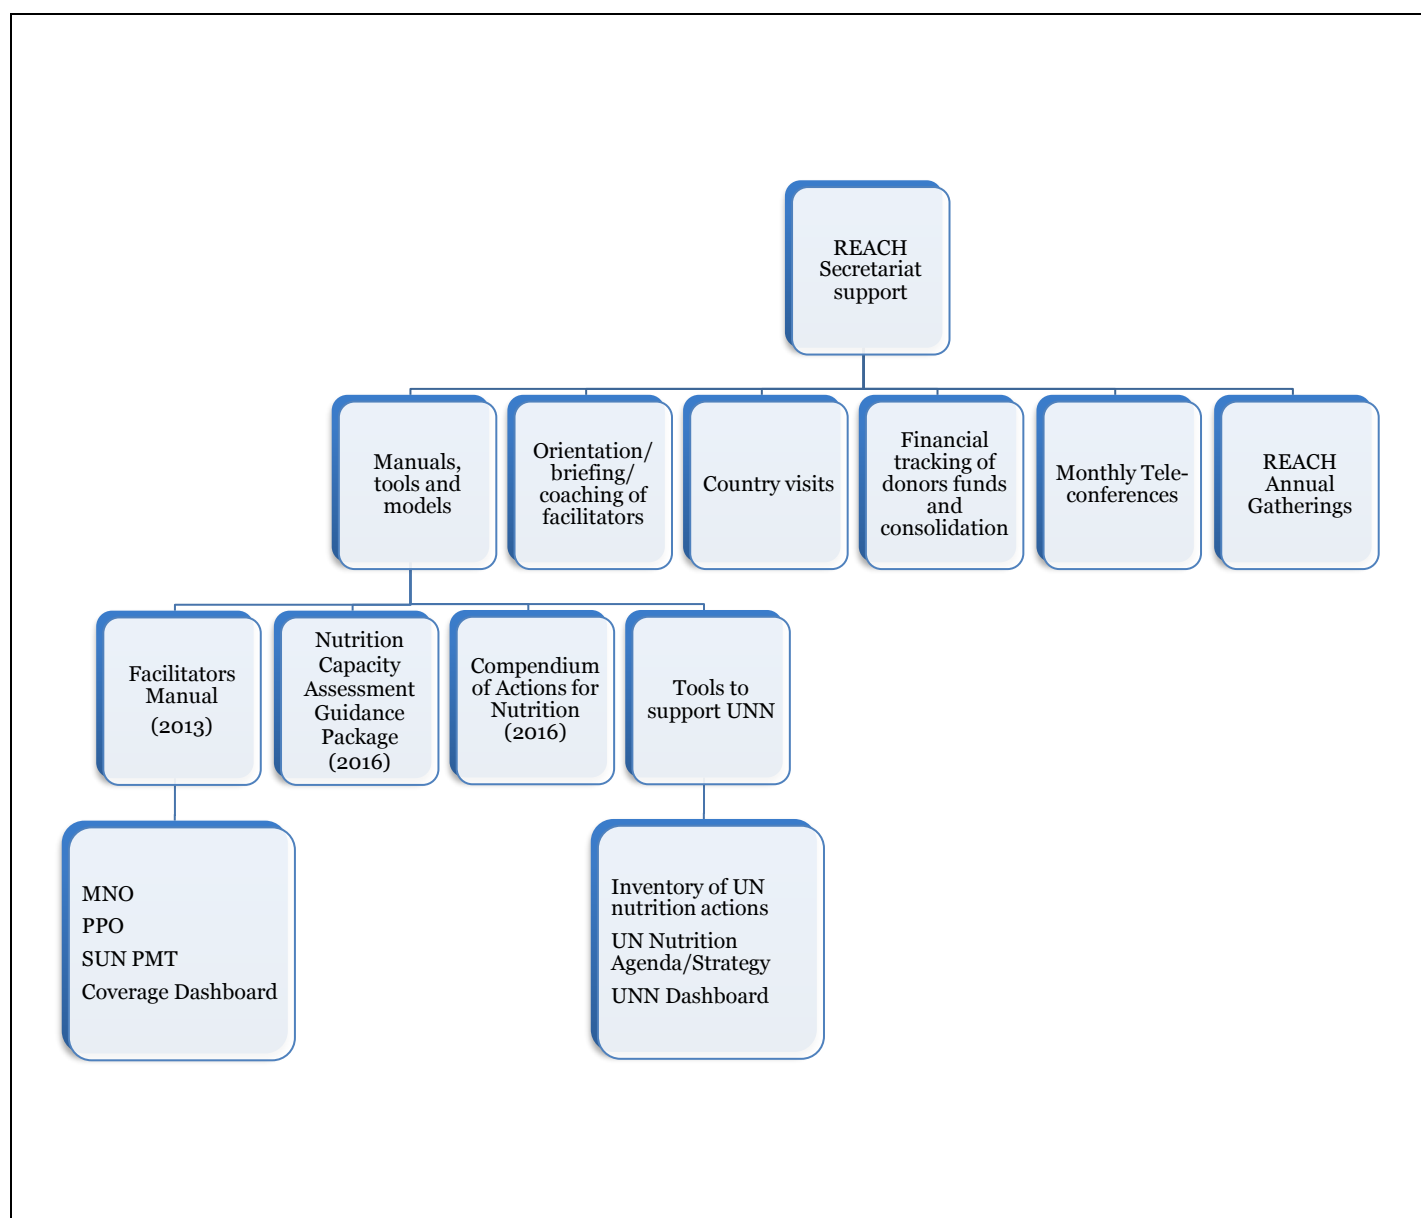 REACH
Secretariat
support
Manuals,
tools and
models
Orientation/
briefing/
coaching of
facilitators
Country visits
Financial
tracking of
donors funds
and
consolidation
Monthly Tele-
conferences
REACH
Annual
Gatherings
Facilitators
Manual
(2013)
Nutrition
Capacity
Assessment
Guidance
Package
(2016)
Compendium
of Actions for
Nutrition
(2016)
Tools to
support UNN
MNO
PPO
SUN PMT
Coverage Dashboard
Inventory of UN
nutrition actions
UN Nutrition
Agenda/Strategy
UNN Dashboard